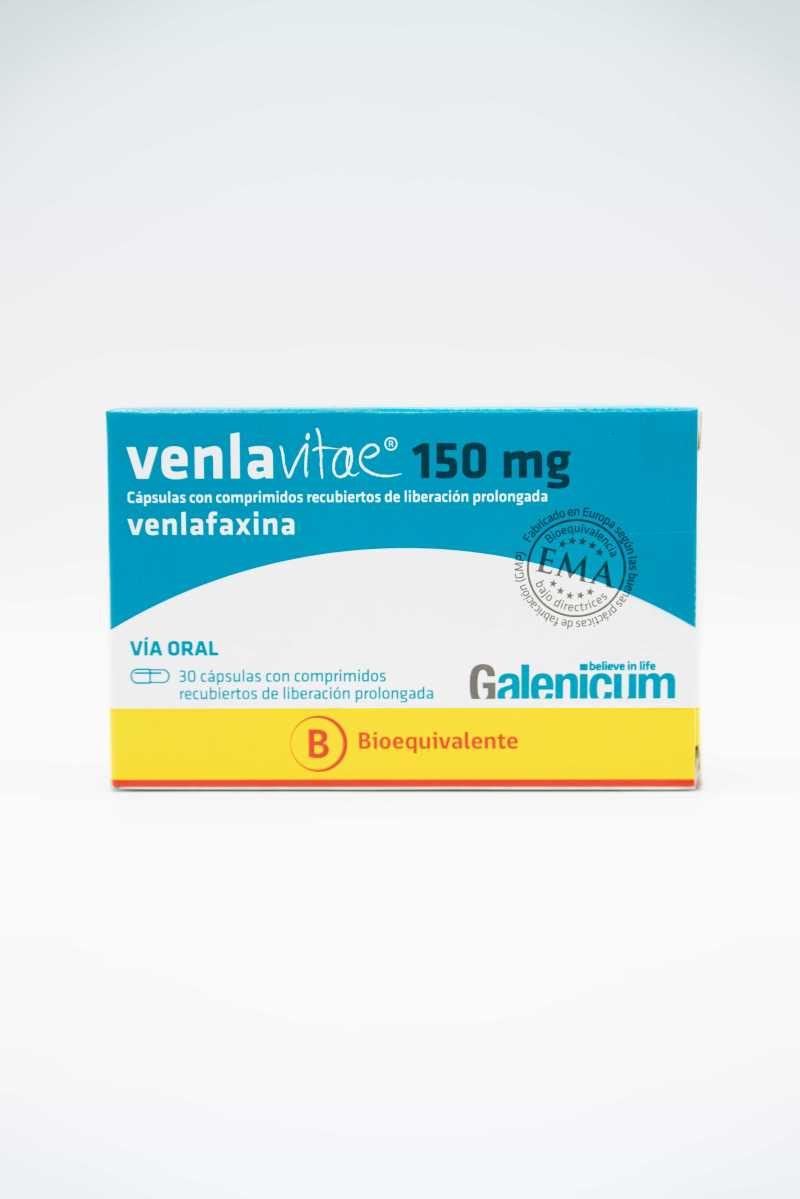 venlavitae® 150 mg
Cápsulas con comprimidos recubiertos de liberación prolongada
venlafaxina
Fabricado en Europa según las buenas prácticas de fabricación (GMP)
Bioequivalencia
EMA
bajo directrices
VÍA ORAL
30 cápsulas con comprimidos
recubiertos de liberación prolongada
believe in life
Galenicum
B Bioequivalente